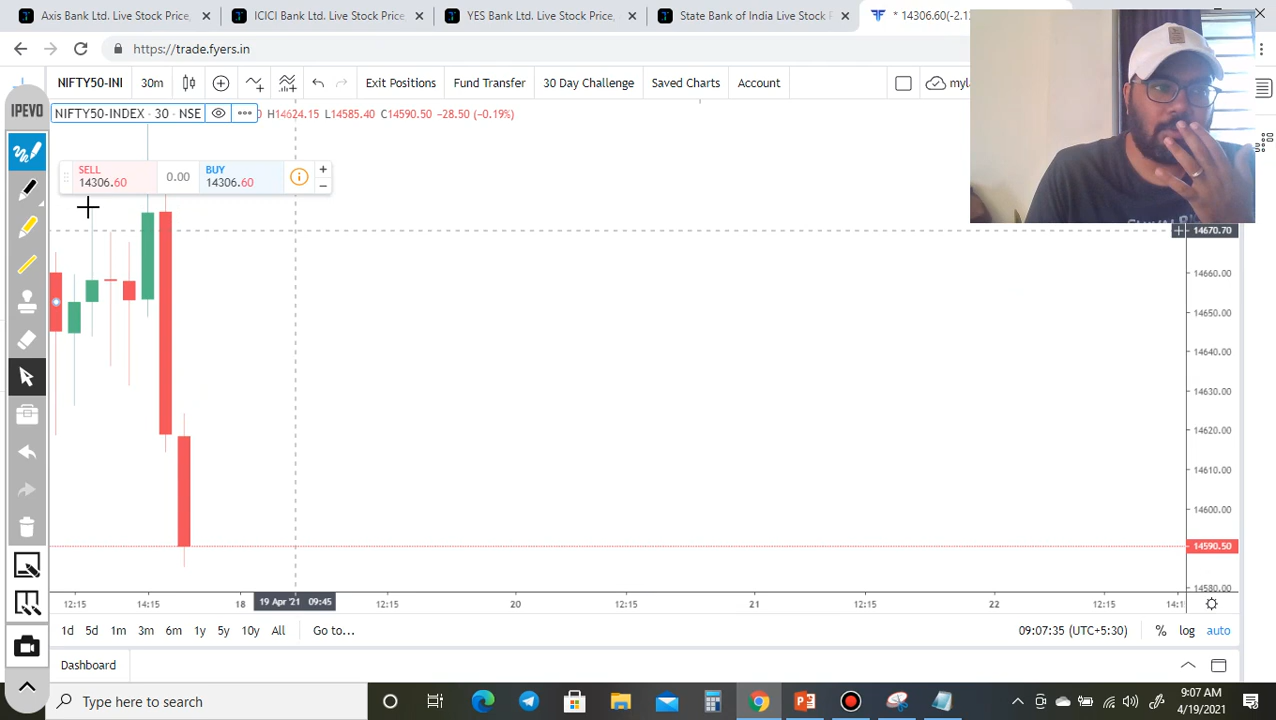 Axis Bank Ltd. Live Stock Price,
ICICI Bank Ltd. Live Stock Price
YES Bank Ltd. Live Stock Price,
State Bank of India Live Stock P
* 14306.60(-2.1
https://trade.fyers.in
NIFTY50-INI
30m
Exit Positions
Fund Transfer
Day Challenge
Saved Charts
Account
IPEVO
NIFTY50-INDEX · 30 · NSE
H14624.15 L14585.40 C14590.50 −28.50 (−0.19%)
SELL
14306.60
0.00
BUY
14306.60
14670.70
14660.00
14650.00
14640.00
14630.00
14620.00
14610.00
14600.00
14590.50
14580.00
12:15
14:15
18
19 Apr '21 09:45
12:15
20
12:15
21
12:15
22
12:15
1d 5d 1m 3m 6m 1y 5y 10y All Go to...
09:07:35 (UTC+5:30) % log auto
Dashboard
Type here to search
9:07 AM
4/19/2021